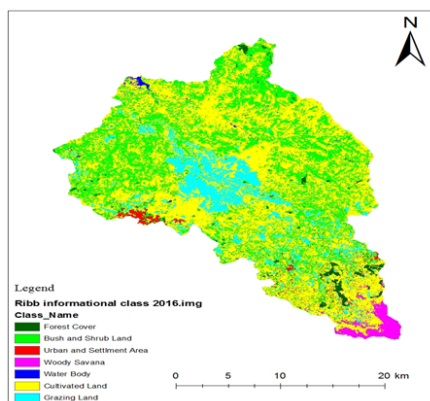 N
Legend
Ribb informational class 2016.img
Class_Name
Forest Cover
Bush and Shrub Land
Urban and Settlment Area
Woody Savana
Water Body
Cultivated Land
Grazing Land
0 5 10 20 km